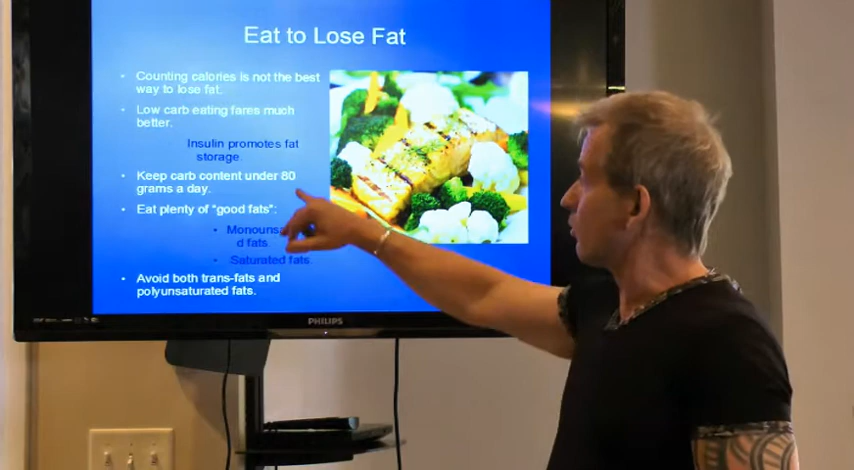 Eat to Lose Fat
• Counting calories is not the best
way to lose fat.
• Low carb eating fares much
better.
Insulin promotes fat
storage.
• Keep carb content under 80
grams a day.
• Eat plenty of "good fats":
• Monounsa
d fats.
• Saturated fats.
• Avoid both trans-fats and
polyunsaturated fats.
PHILIPS